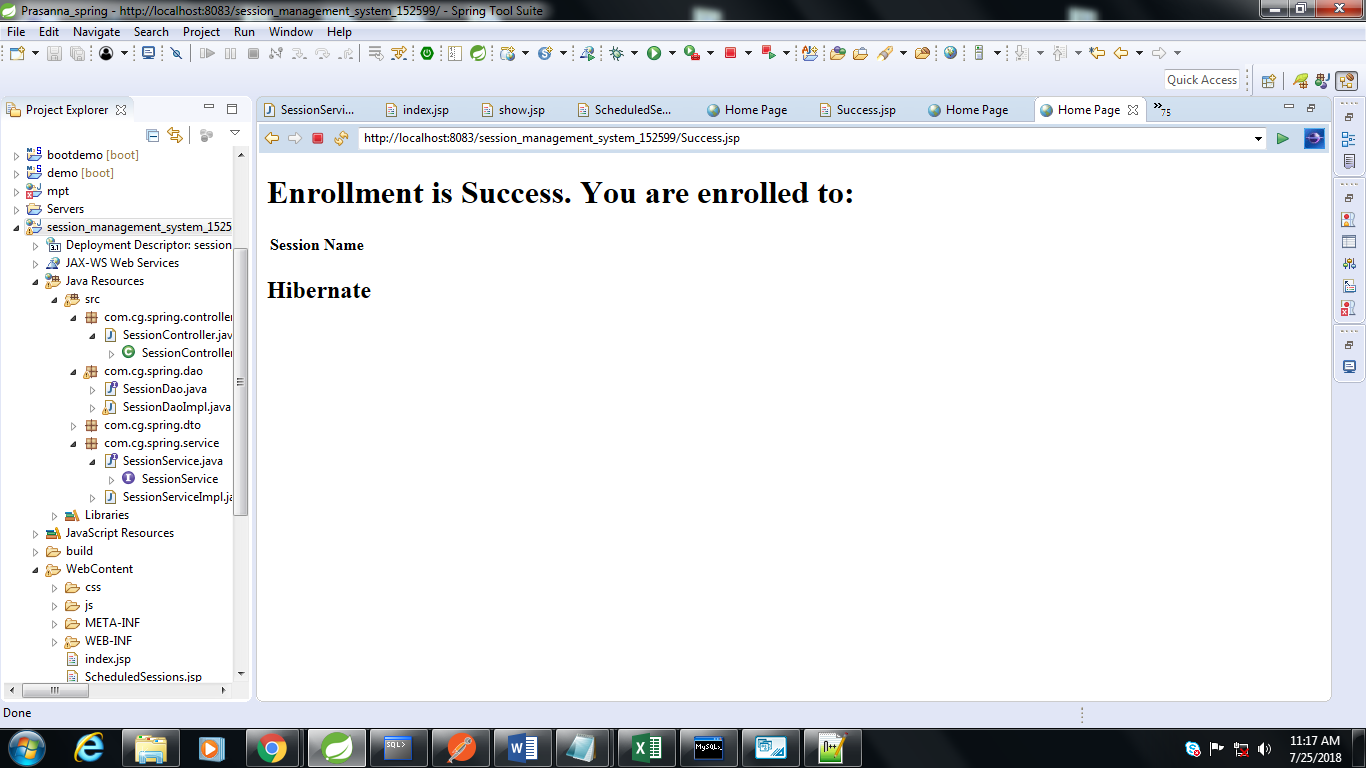 Prasanna_spring - http://localhost:8083/session_management_system_152599/ - Spring Tool Suite
File Edit Navigate Search Project Run Window Help
Quick Access
Project Explorer
SessionServi...
index.jsp
show.jsp
ScheduledSe...
Home Page
Success.jsp
Home Page
Home Page
»75
http://localhost:8083/session_management_system_152599/Success.jsp
bootdemo [boot]
demo [boot]
mpt
Servers
session_management_system_1525
Deployment Descriptor: session
JAX-WS Web Services
Java Resources
src
com.cg.spring.controller
SessionController.jav
SessionController
com.cg.spring.dao
SessionDao.java
SessionDaoImpl.java
com.cg.spring.dto
com.cg.spring.service
SessionService.java
SessionService
SessionServiceImpl.ja
Libraries
JavaScript Resources
build
WebContent
css
js
META-INF
WEB-INF
index.jsp
ScheduledSessions.jsp
Enrollment is Success. You are enrolled to:
Session Name
Hibernate
Done
11:17 AM
7/25/2018